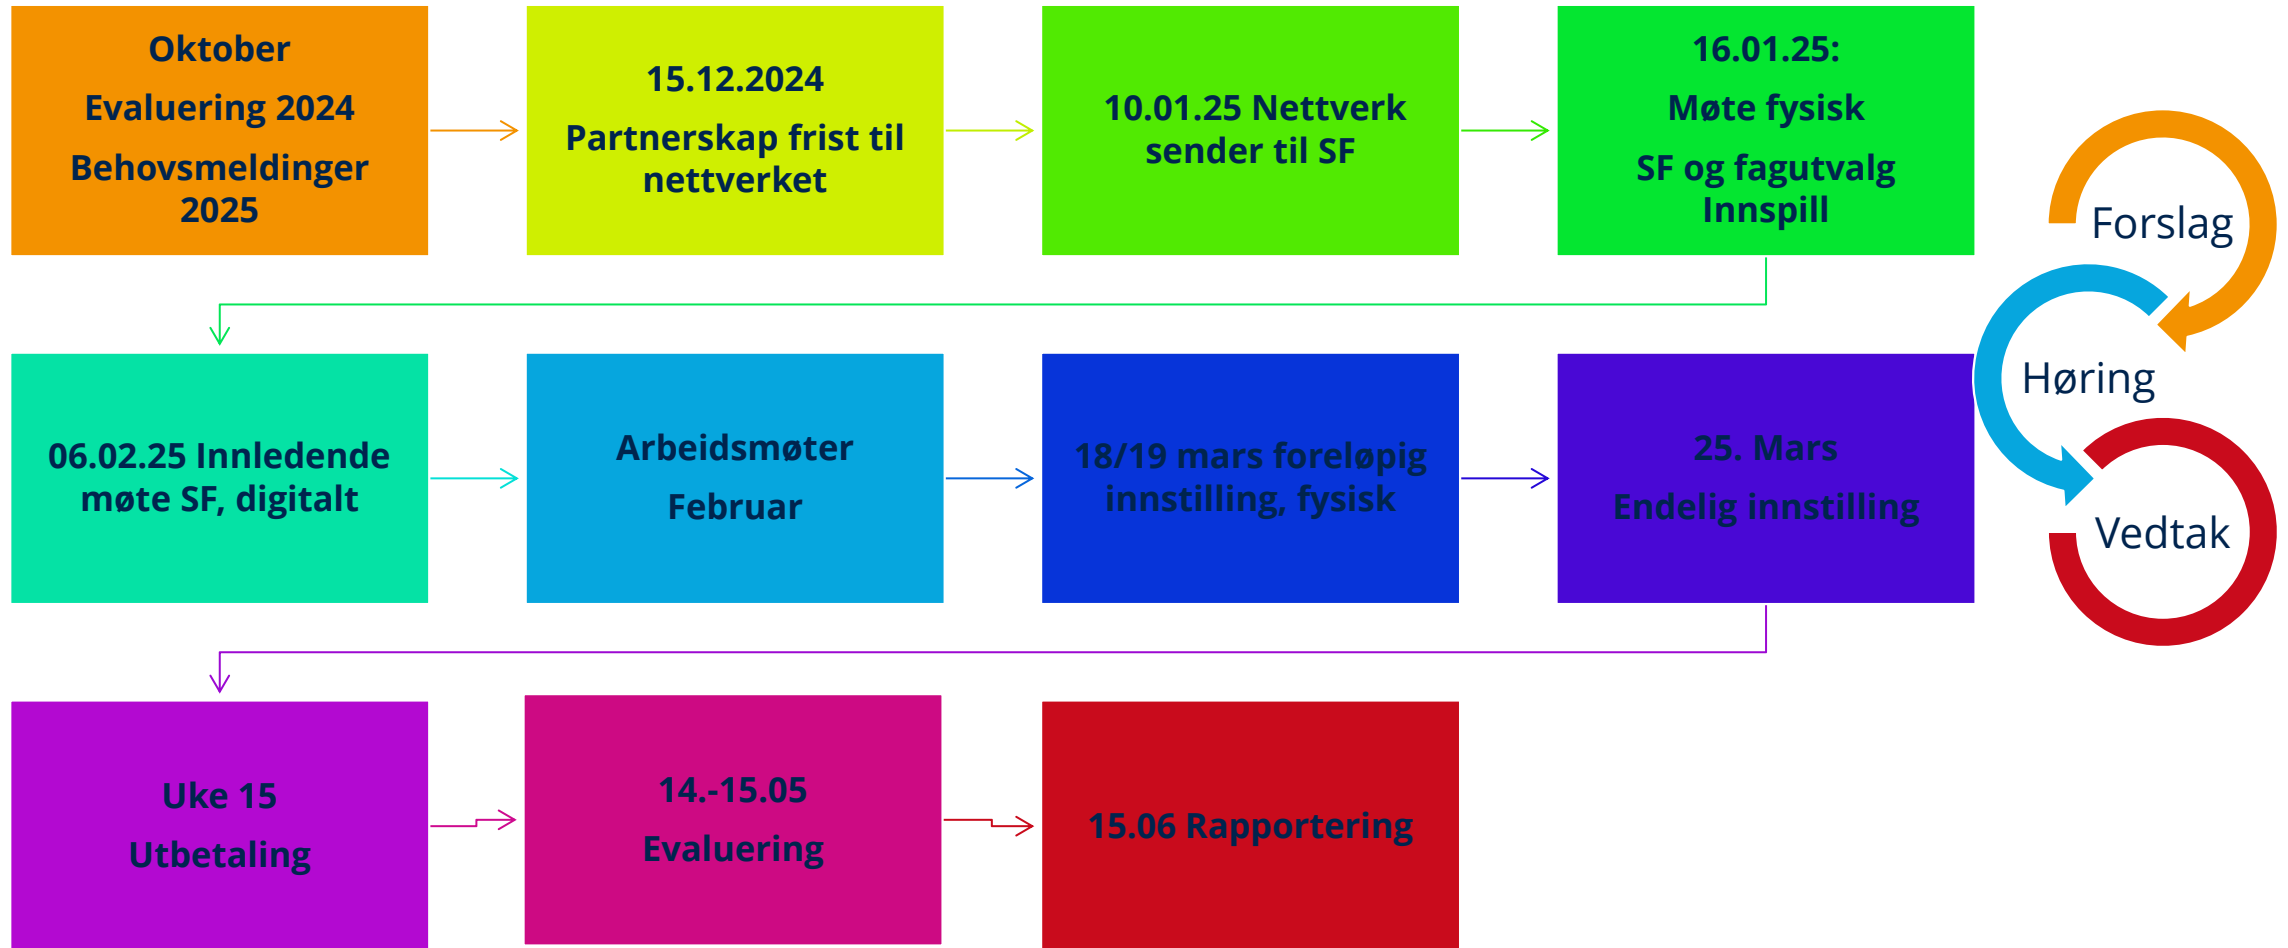 Oktober
Evaluering 2024
Behovsmeldinger
2025
15.12.2024
Partnerskap frist til
nettverket
10.01.25 Nettverk
sender til SF
16.01.25:
Møte fysisk
SF og fagutvalg
Innspill
06.02.25 Innledende
møte SF, digitalt
Arbeidsmøter
Februar
18/19 mars foreløpig
innstilling, fysisk
25. Mars
Endelig innstilling
Uke 15
Utbetaling
14.-15.05
Evaluering
15.06 Rapportering
Forslag
Høring
Vedtak